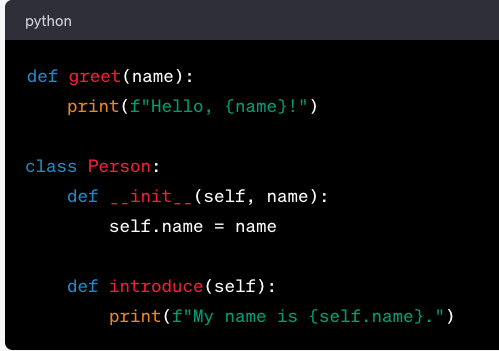 python
def greet(name):
    print(f"Hello, {name}!")
class Person:
    def __init__(self, name):
        self.name = name
    def introduce(self):
        print(f"My name is {self.name}.")